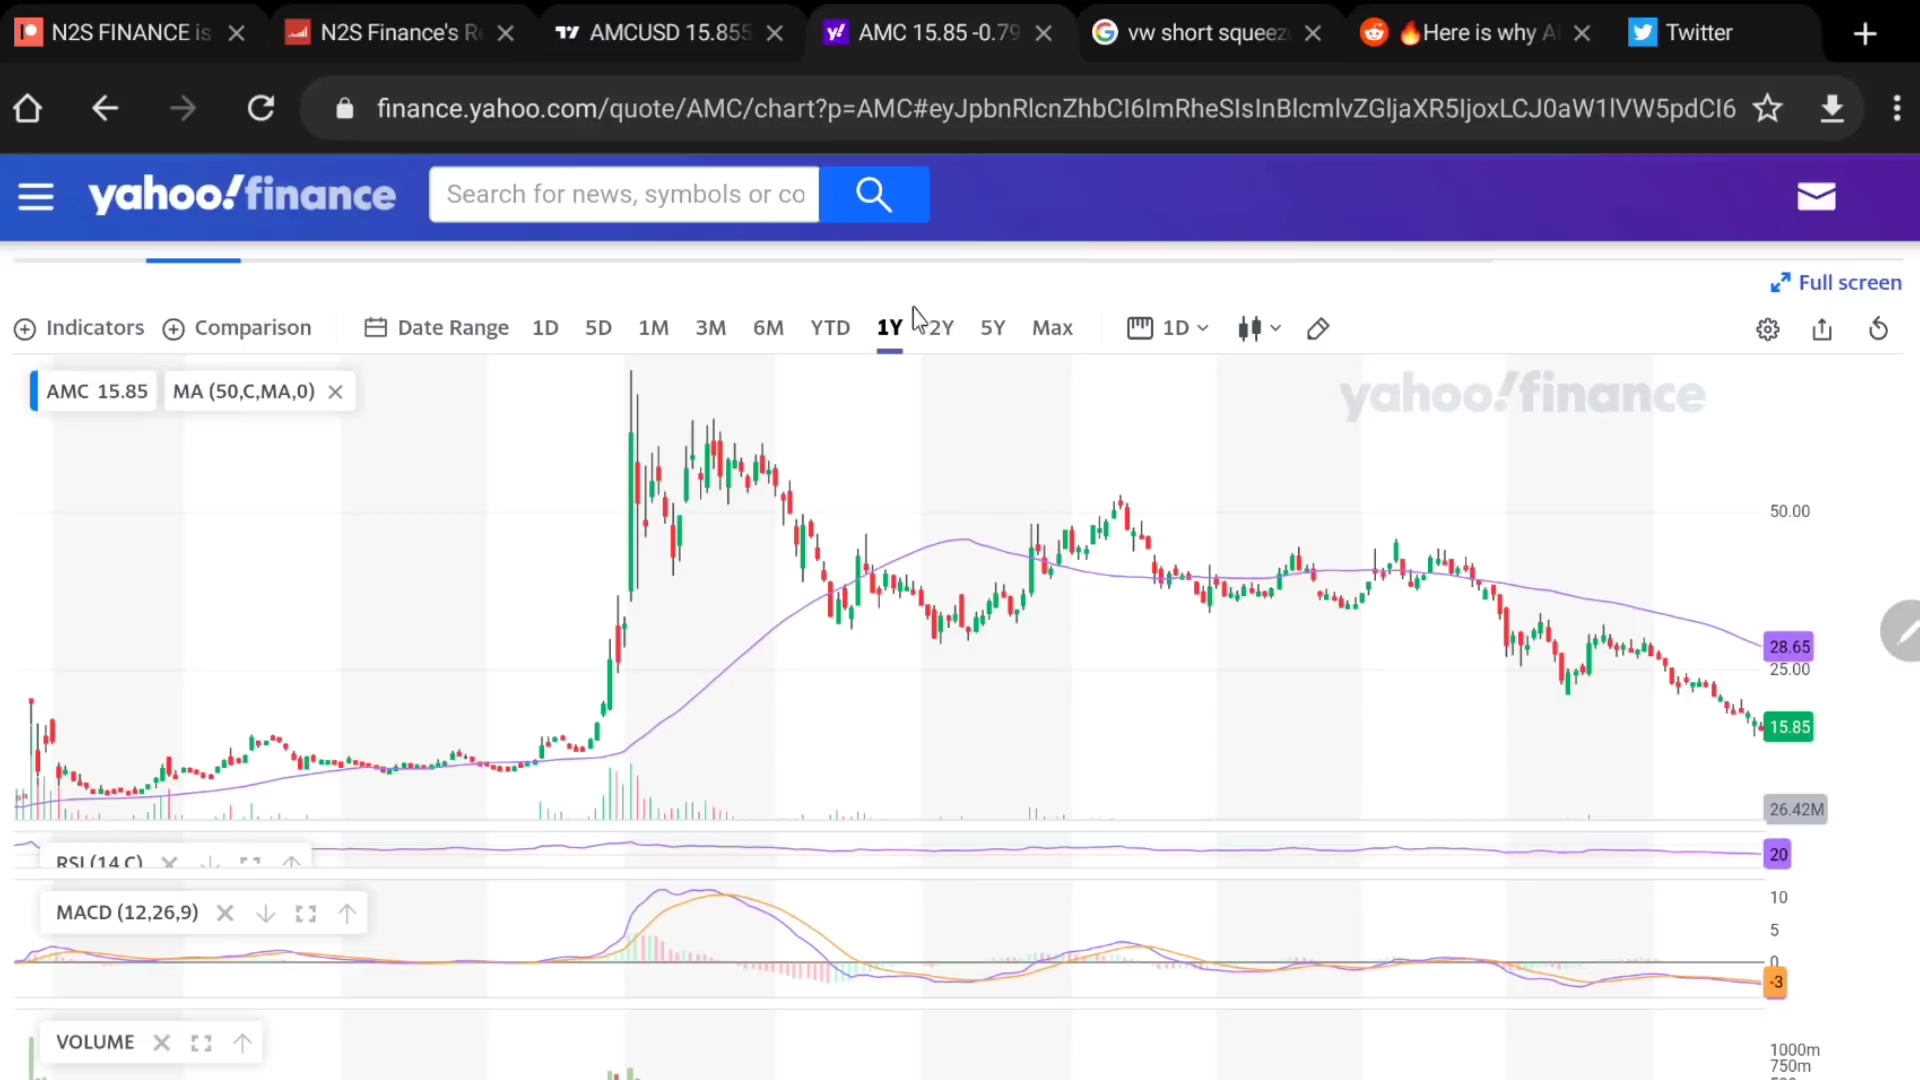 N2S FINANCE is
N2S Finance's R
AMCUSD 15.855
AMC 15.85 -0.79
vw short squeeze
🔥Here is why A
Twitter
finance.yahoo.com/quote/AMC/chart?p=AMC#eyJpbnRlcnZhbCI6ImRheSIsInBlcmlvZGljaXR5IjoxLCJ0aW1lVW5pdCI6
yahoo!finance
Search for news, symbols or co
Full screen
Indicators
Comparison
Date Range
1D
5D
1M
3M
6M
YTD
1Y
2Y
5Y
Max
1D
AMC 15.85
MA (50,C,MA,0)
yahoo!finance
50.00
28.65
25.00
15.85
26.42M
RSI (14,C)
20
MACD (12,26,9)
10
5
0
-3
VOLUME
1000m
750m